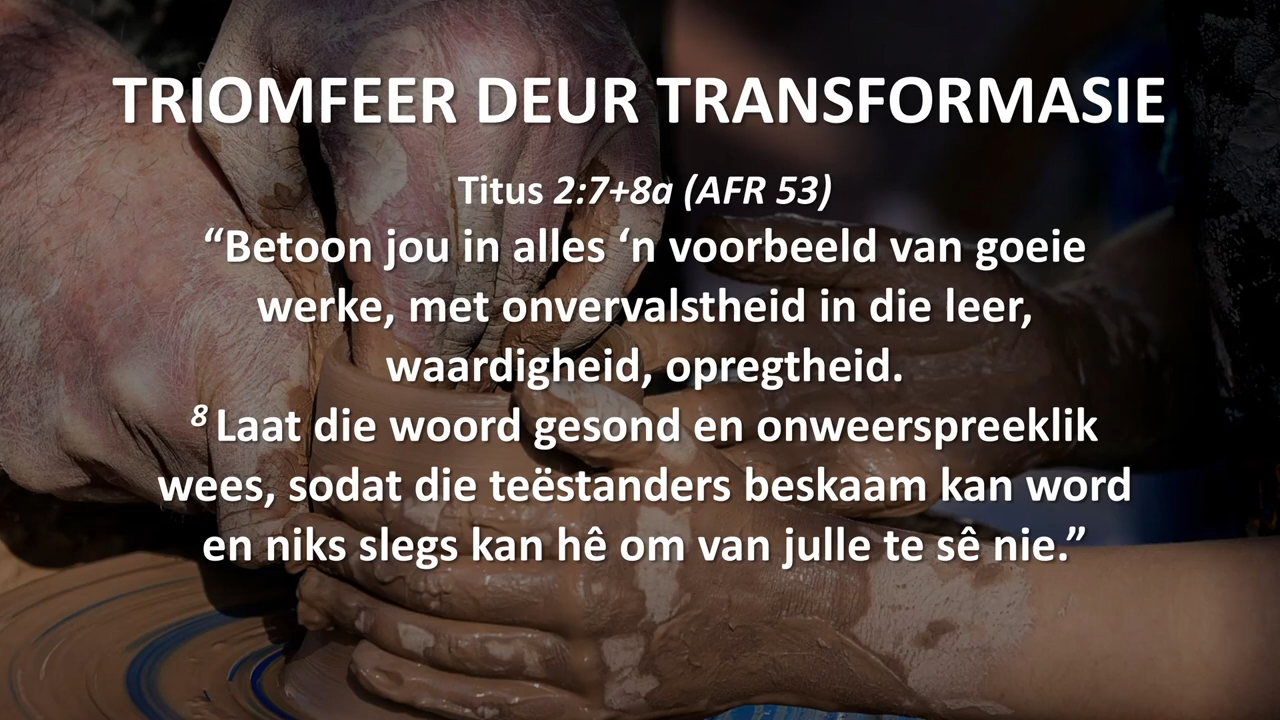 TRIOMFEER DEUR TRANSFORMASIE
Titus 2:7+8a (AFR 53)
“Betoon jou in alles ‘n voorbeeld van goeie
werke, met onvervalstheid in die leer,
waardigheid, opregtheid.
8 Laat die woord gesond en onweerspreeklik
wees, sodat die teëstanders beskaam kan word
en niks slegs kan hê om van julle te sê nie.”